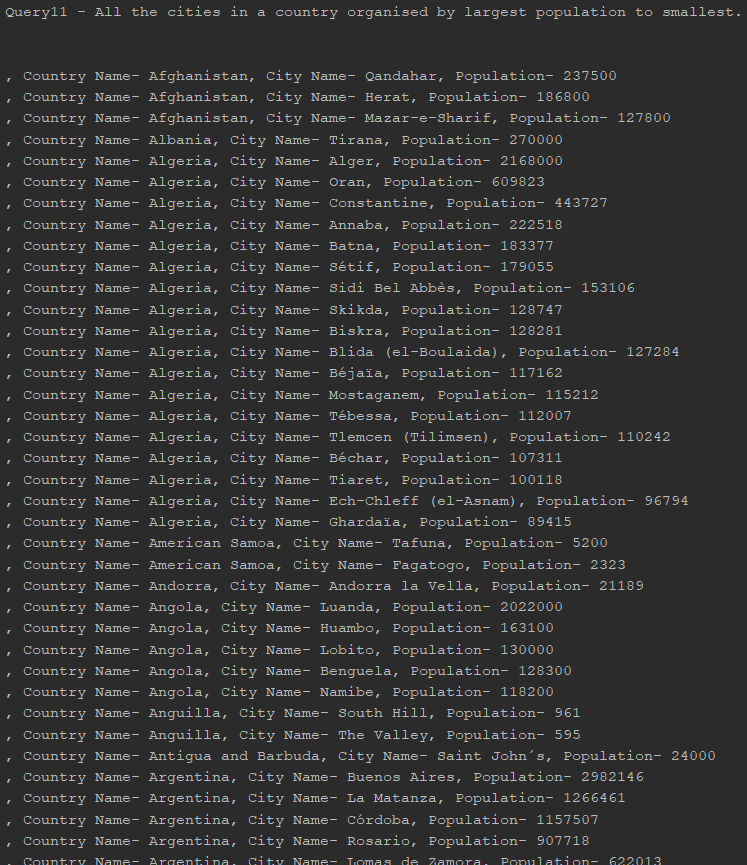 Query11 - All the cities in a country organised by largest population to smallest.
, Country Name- Afghanistan, City Name- Qandahar, Population- 237500
, Country Name- Afghanistan, City Name- Herat, Population- 186800
, Country Name- Afghanistan, City Name- Mazar-e-Sharif, Population- 127800
, Country Name- Albania, City Name- Tirana, Population- 270000
, Country Name- Algeria, City Name- Alger, Population- 2168000
, Country Name- Algeria, City Name- Oran, Population- 609823
, Country Name- Algeria, City Name- Constantine, Population- 443727
, Country Name- Algeria, City Name- Annaba, Population- 222518
, Country Name- Algeria, City Name- Batna, Population- 183377
, Country Name- Algeria, City Name- Sétif, Population- 179055
, Country Name- Algeria, City Name- Sidi Bel Abbès, Population- 153106
, Country Name- Algeria, City Name- Skikda, Population- 128747
, Country Name- Algeria, City Name- Biskra, Population- 128281
, Country Name- Algeria, City Name- Blida (el-Boulaida), Population- 127284
, Country Name- Algeria, City Name- Béjaïa, Population- 117162
, Country Name- Algeria, City Name- Mostaganem, Population- 115212
, Country Name- Algeria, City Name- Tébessa, Population- 112007
, Country Name- Algeria, City Name- Tlemcen (Tilimsen), Population- 110242
, Country Name- Algeria, City Name- Béchar, Population- 107311
, Country Name- Algeria, City Name- Tiaret, Population- 100118
, Country Name- Algeria, City Name- Ech-Chleff (el-Asnam), Population- 96794
, Country Name- Algeria, City Name- Ghardaïa, Population- 89415
, Country Name- American Samoa, City Name- Tafuna, Population- 5200
, Country Name- American Samoa, City Name- Fagatogo, Population- 2323
, Country Name- Andorra, City Name- Andorra la Vella, Population- 21189
, Country Name- Angola, City Name- Luanda, Population- 2022000
, Country Name- Angola, City Name- Huambo, Population- 163100
, Country Name- Angola, City Name- Lobito, Population- 130000
, Country Name- Angola, City Name- Benguela, Population- 128300
, Country Name- Angola, City Name- Namibe, Population- 118200
, Country Name- Anguilla, City Name- South Hill, Population- 961
, Country Name- Anguilla, City Name- The Valley, Population- 595
, Country Name- Antigua and Barbuda, City Name- Saint John´s, Population- 24000
, Country Name- Argentina, City Name- Buenos Aires, Population- 2982146
, Country Name- Argentina, City Name- La Matanza, Population- 1266461
, Country Name- Argentina, City Name- Córdoba, Population- 1157507
, Country Name- Argentina, City Name- Rosario, Population- 907718
, Country Name- Argentina, City Name- Lomas de Zamora, Population- 622013